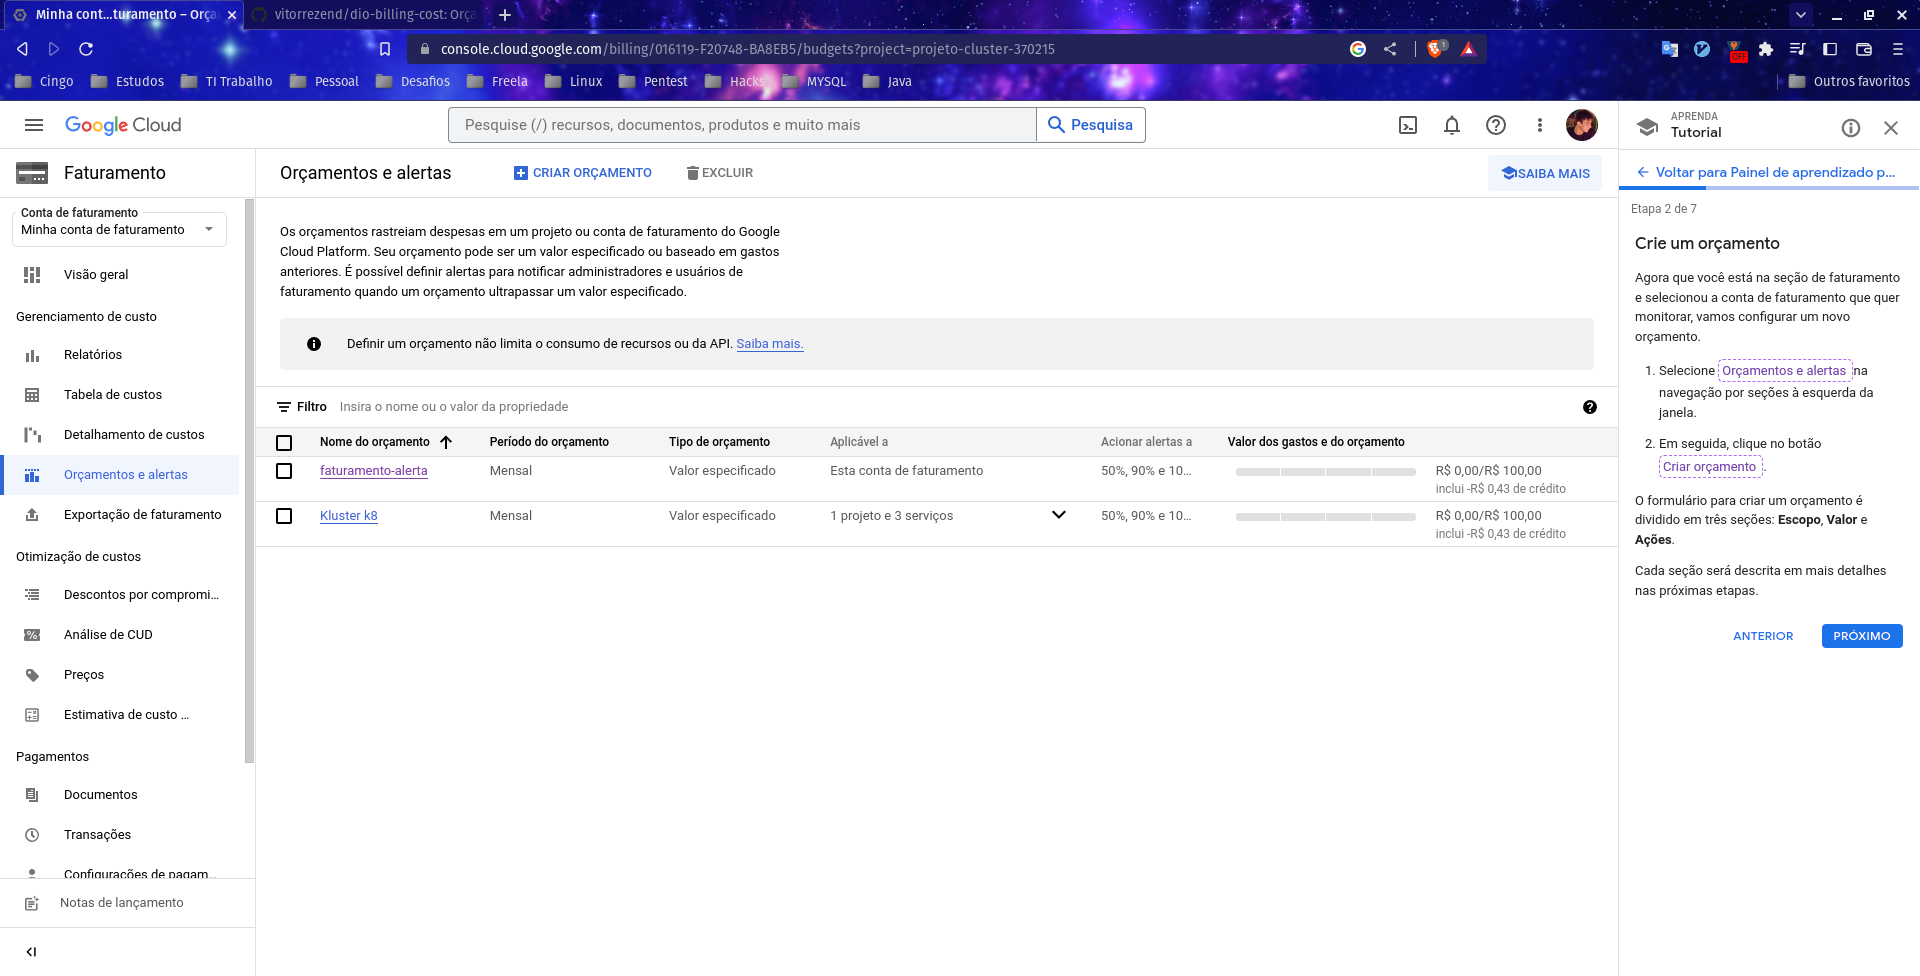 Minha cont...turamento – Orça
vitorrezend/dio-billing-cost: Orça
console.cloud.google.com/billing/016119-F20748-BA8EB5/budgets?project=projeto-cluster-370215
1
OFF
Cingo
Estudos
TI Trabalho
Pessoal
Desafios
Freela
Linux
Pentest
Hacks
MYSQL
Java
Outros favoritos
Google Cloud
Pesquise (/) recursos, documentos, produtos e muito mais
Pesquisa
APRENDA
Tutorial
Faturamento
Orçamentos e alertas
CRIAR ORÇAMENTO
EXCLUIR
SAIBA MAIS
Voltar para Painel de aprendizado p...
Conta de faturamento
Minha conta de faturamento
Visão geral
Gerenciamento de custo
Relatórios
Tabela de custos
Detalhamento de custos
Orçamentos e alertas
Exportação de faturamento
Otimização de custos
Descontos por compromi...
Análise de CUD
Preços
Estimativa de custo ...
Pagamentos
Documentos
Transações
Configurações de pagam...
Notas de lançamento
Os orçamentos rastreiam despesas em um projeto ou conta de faturamento do Google
Cloud Platform. Seu orçamento pode ser um valor especificado ou baseado em gastos
anteriores. É possível definir alertas para notificar administradores e usuários de
faturamento quando um orçamento ultrapassar um valor especificado.
Definir um orçamento não limita o consumo de recursos ou da API. Saiba mais.
Filtro Insira o nome ou o valor da propriedade
Nome do orçamento Período do orçamento Tipo de orçamento Aplicável a Acionar alertas a Valor dos gastos e do orçamento
faturamento-alerta Mensal Valor especificado Esta conta de faturamento 50%, 90% e 10... R$ 0,00/R$ 100,00
inclui -R$ 0,43 de crédito
Kluster k8 Mensal Valor especificado 1 projeto e 3 serviços 50%, 90% e 10... R$ 0,00/R$ 100,00
inclui -R$ 0,43 de crédito
Etapa 2 de 7
Crie um orçamento
Agora que você está na seção de faturamento
e selecionou a conta de faturamento que quer
monitorar, vamos configurar um novo
orçamento.
1. Selecione Orçamentos e alertas na
navegação por seções à esquerda da
janela.
2. Em seguida, clique no botão
Criar orçamento .
O formulário para criar um orçamento é
dividido em três seções: Escopo, Valor e
Ações.
Cada seção será descrita em mais detalhes
nas próximas etapas.
ANTERIOR
PRÓXIMO